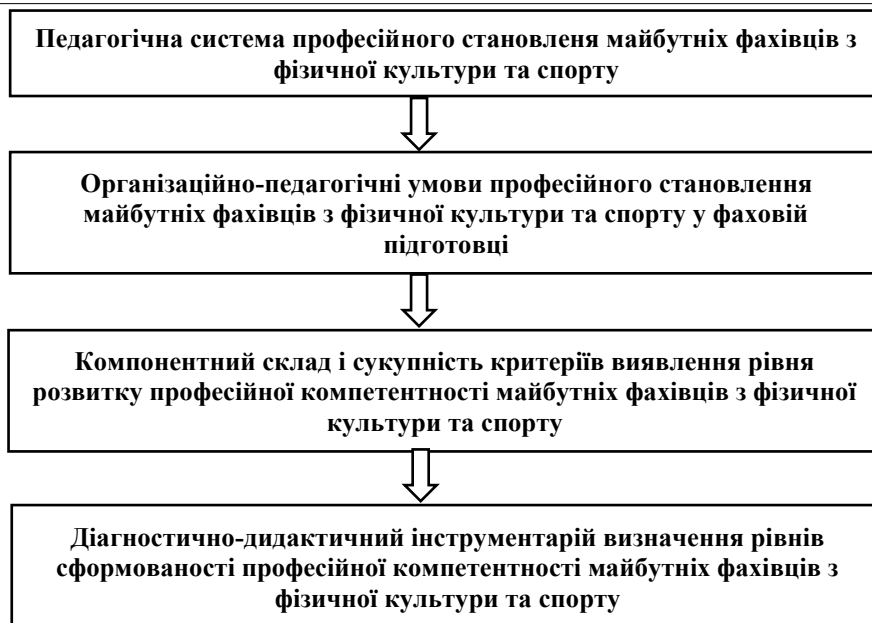 Педагогічна система професійного становленя майбутніх фахівців з
фізичної культури та спорту
Організаційно-педагогічні умови професійного становлення
майбутніх фахівців з фізичної культури та спорту у фаховій
підготовці
Компонентний склад і сукупність критеріїв виявлення рівня
розвитку професійної компетентності майбутніх фахівців з фізичної
культури та спорту
Діагностично-дидактичний інструментарій визначення рівнів
сформованості професійної компетентності майбутніх фахівців з
фізичної культури та спорту